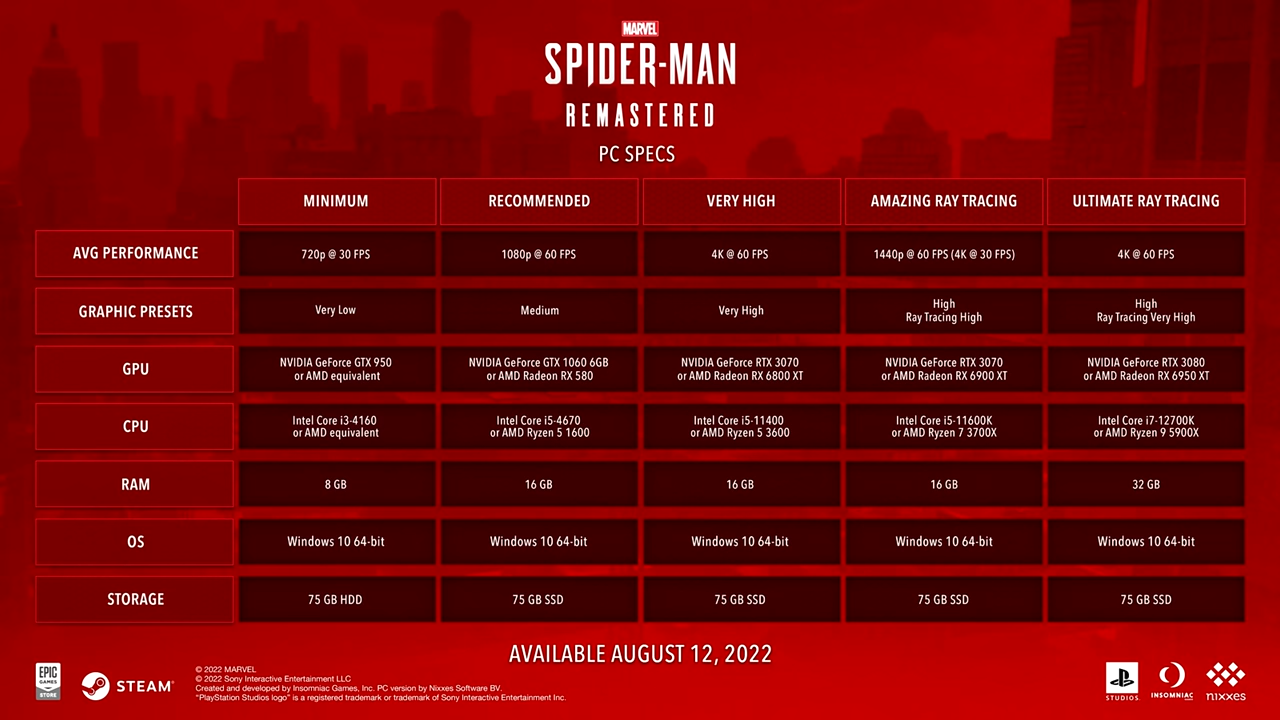 MARVEL
SPIDER-MAN
REMASTERED
PC SPECS
MINIMUM
RECOMMENDED
VERY HIGH
AMAZING RAY TRACING
ULTIMATE RAY TRACING
AVG PERFORMANCE
720p @ 30 FPS
1080p @ 60 FPS
4K @ 60 FPS
1440p @ 60 FPS (4K @ 30 FPS)
4K @ 60 FPS
GRAPHIC PRESETS
Very Low
Medium
Very High
High
Ray Tracing High
High
Ray Tracing Very High
GPU
NVIDIA GeForce GTX 950
or AMD equivalent
NVIDIA GeForce GTX 1060 6GB
or AMD Radeon RX 580
NVIDIA GeForce RTX 3070
or AMD Radeon RX 6800 XT
NVIDIA GeForce RTX 3070
or AMD Radeon RX 6900 XT
NVIDIA GeForce RTX 3080
or AMD Radeon RX 6950 XT
CPU
Intel Core i3-4160
or AMD equivalent
Intel Core i5-4670
or AMD Ryzen 5 1600
Intel Core i5-11400
or AMD Ryzen 5 3600
Intel Core i5-11600K
or AMD Ryzen 7 3700X
Intel Core i7-12700K
or AMD Ryzen 9 5900X
RAM
8 GB
16 GB
16 GB
16 GB
32 GB
OS
Windows 10 64-bit
Windows 10 64-bit
Windows 10 64-bit
Windows 10 64-bit
Windows 10 64-bit
STORAGE
75 GB HDD
75 GB SSD
75 GB SSD
75 GB SSD
75 GB SSD
AVAILABLE AUGUST 12, 2022
EPIC
GAMES
STORE
STEAM
© 2022 MARVEL
© 2022 Sony Interactive Entertainment LLC
Created and developed by Insomniac Games, Inc. PC version by Nixxes Software BV.
"PlayStation Studios logo" is a registered trademark or trademark of Sony Interactive Entertainment Inc.
STUDIOS
INSOMNIAC
nixxes